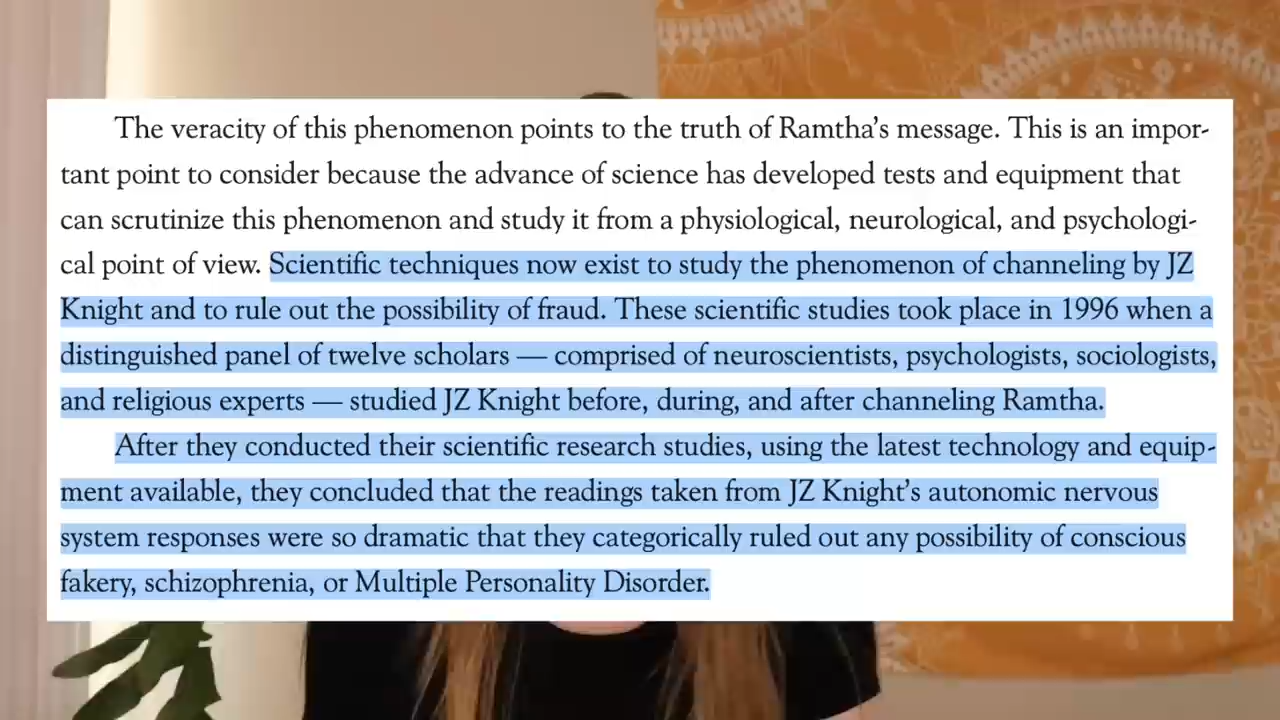 The veracity of this phenomenon points to the truth of Ramtha’s message. This is an impor-
tant point to consider because the advance of science has developed tests and equipment that
can scrutinize this phenomenon and study it from a physiological, neurological, and psychologi-
cal point of view. Scientific techniques now exist to study the phenomenon of channeling by JZ
Knight and to rule out the possibility of fraud. These scientific studies took place in 1996 when a
distinguished panel of twelve scholars — comprised of neuroscientists, psychologists, sociologists,
and religious experts — studied JZ Knight before, during, and after channeling Ramtha.
After they conducted their scientific research studies, using the latest technology and equip-
ment available, they concluded that the readings taken from JZ Knight’s autonomic nervous
system responses were so dramatic that they categorically ruled out any possibility of conscious
fakery, schizophrenia, or Multiple Personality Disorder.